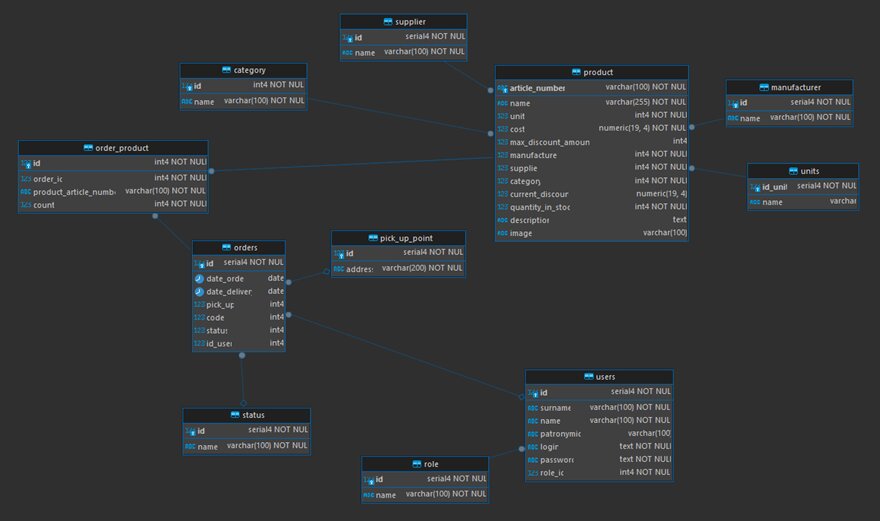 supplier
id serial4 NOT NUL
name varchar(100) NOT NUL
category
id int4 NOT NUL
name varchar(100) NOT NUL
product
article_number varchar(100) NOT NUL
name varchar(255) NOT NUL
unit int4 NOT NUL
cost numeric(19, 4) NOT NUL
max_discount_amoun int4
manufacture int4 NOT NUL
supplie int4 NOT NUL
category int4 NOT NUL
current_discour numeric(19, 4)
quantity_in_stoc int4 NOT NUL
description text
image varchar(100)
manufacturer
id serial4 NOT NUL
name varchar(100) NOT NUL
order_product
id int4 NOT NULL
order_ic int4 NOT NULL
product_article_numbe varchar(100) NOT NULL
count int4 NOT NULL
units
id_unit serial4 NOT NUL
name varchar
orders
id serial4 NOT NUL
date_orde date
date_deliver date
pick_up int4
code int4
status int4
id_user int4
pick_up_point
id serial4 NOT NUL
addres: varchar(200) NOT NUL
users
id serial4 NOT NUL
surname varchar(100) NOT NUL
name varchar(100) NOT NUL
patronymic varchar(100)
login text NOT NUL
password text NOT NUL
role_ic int4 NOT NUL
status
id serial4 NOT NUL
name varchar(100) NOT NUL
role
id serial4 NOT NUL
name varchar(100) NOT NUL